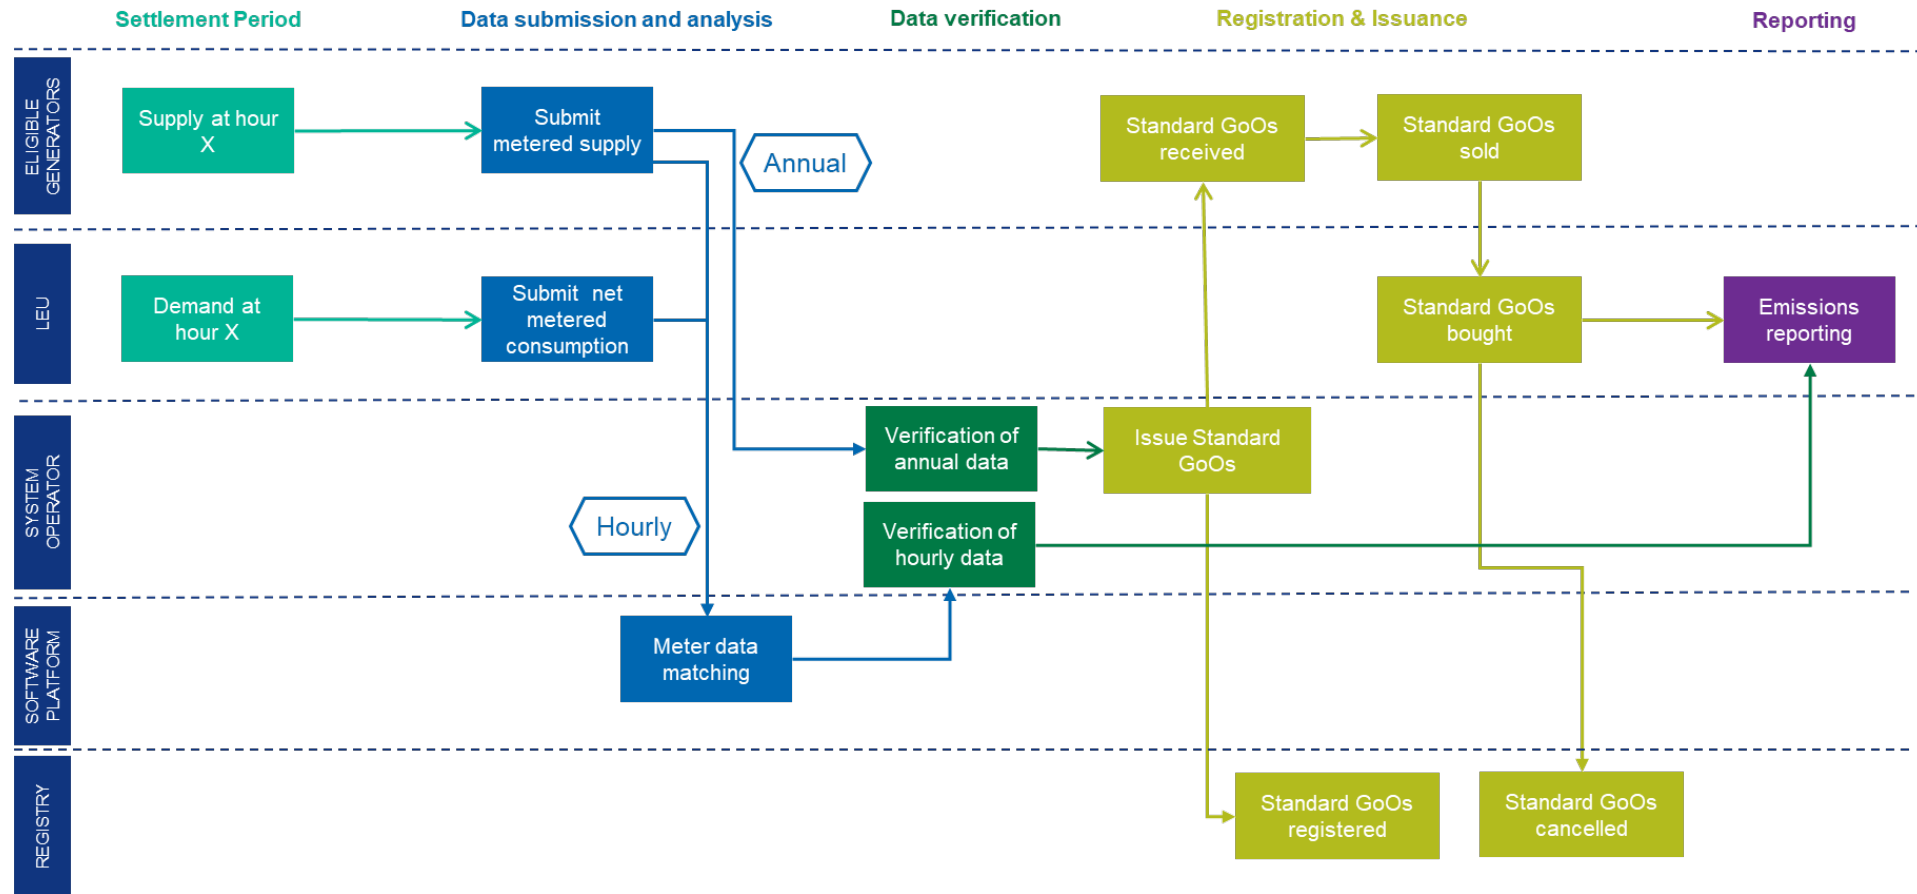 Settlement Period
Data submission and analysis
Data verification
Registration & Issuance
Reporting
ELIGIBLE
GENERATORS
Supply at hour
X
Submit
metered supply
Annual
Standard GoOs
received
Standard GoOs
sold
LEU
Demand at
hour X
Submit net
metered
consumption
Standard GoOs
bought
Emissions
reporting
SYSTEM
OPERATOR
Verification of
annual data
Issue Standard
GoOs
Hourly
Verification of
hourly data
SOFTWARE
PLATFORM
Meter data
matching
REGISTRY
Standard GoOs
registered
Standard GoOs
cancelled